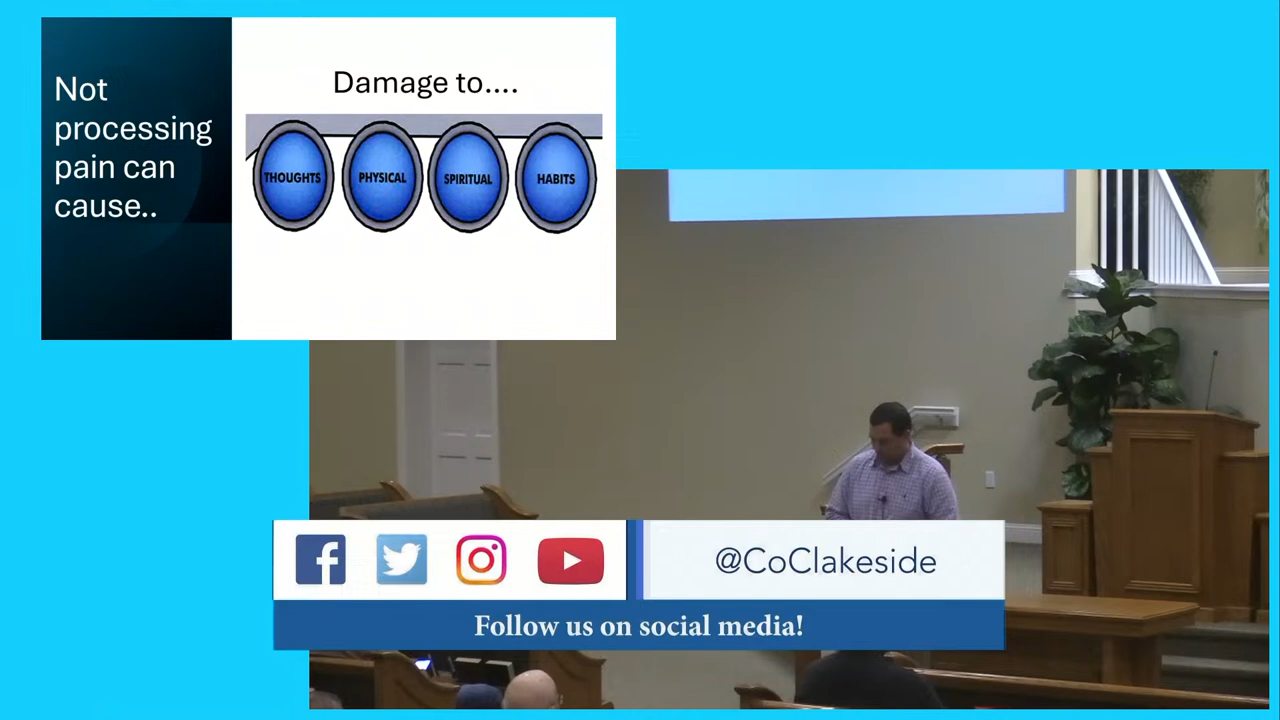 Not
processing
pain can
cause..
Damage to....
THOUGHTS
PHYSICAL
SPIRITUAL
HABITS
@CoClakeside
Follow us on social media!